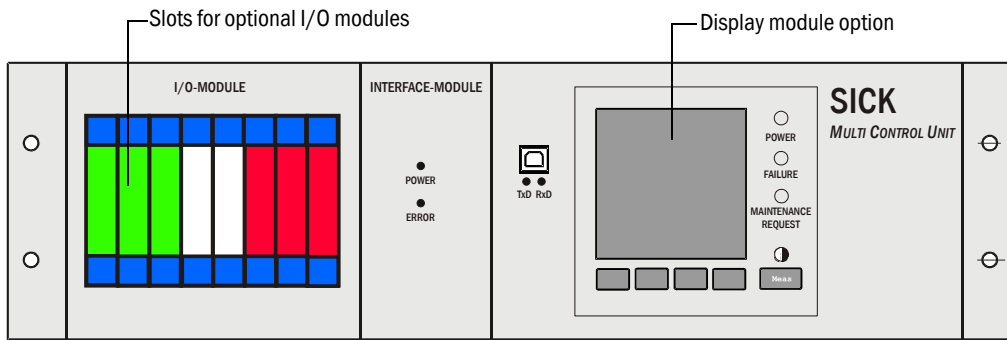 Slots for optional I/O modules
Display module option
I/O-MODULE
INTERFACE-MODULE
POWER
ERROR
TxD RxD
POWER
FAILURE
MAINTENANCE
REQUEST
Meas
SICK
MULTI CONTROL UNIT